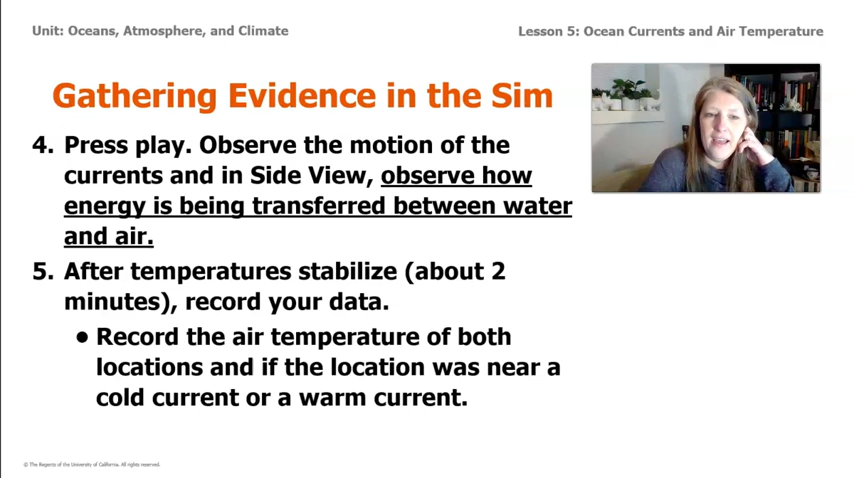 Unit: Oceans, Atmosphere, and Climate
Lesson 5: Ocean Currents and Air Temperature
Gathering Evidence in the Sim
4. Press play. Observe the motion of the
currents and in Side View, observe how
energy is being transferred between water
and air.
5. After temperatures stabilize (about 2
minutes), record your data.
● Record the air temperature of both
locations and if the location was near a
cold current or a warm current.
© The Regents of the University of California. All rights reserved.